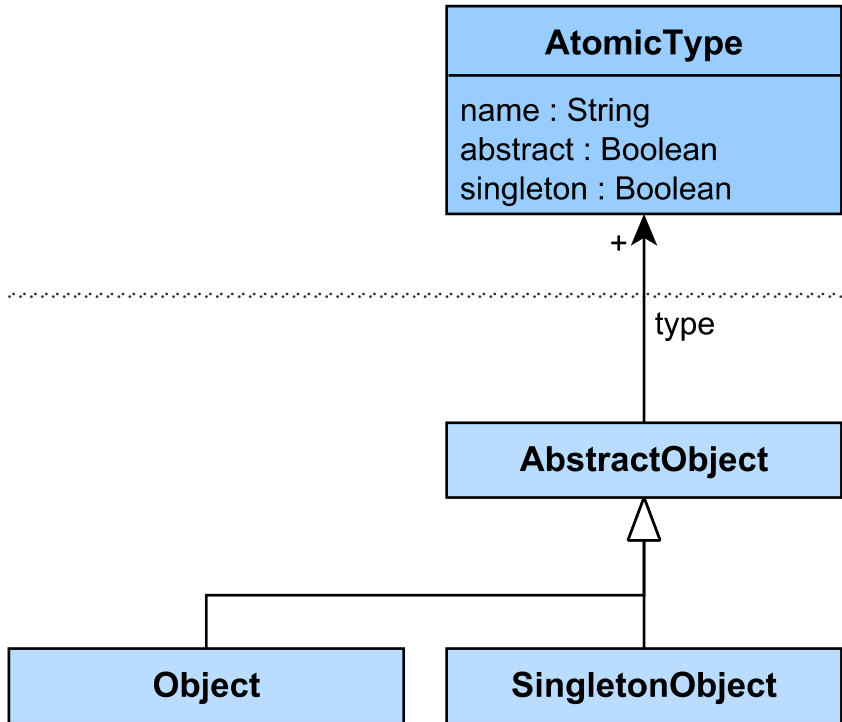 AtomicType
name : String
abstract : Boolean
singleton : Boolean
+
type
AbstractObject
Object
SingletonObject